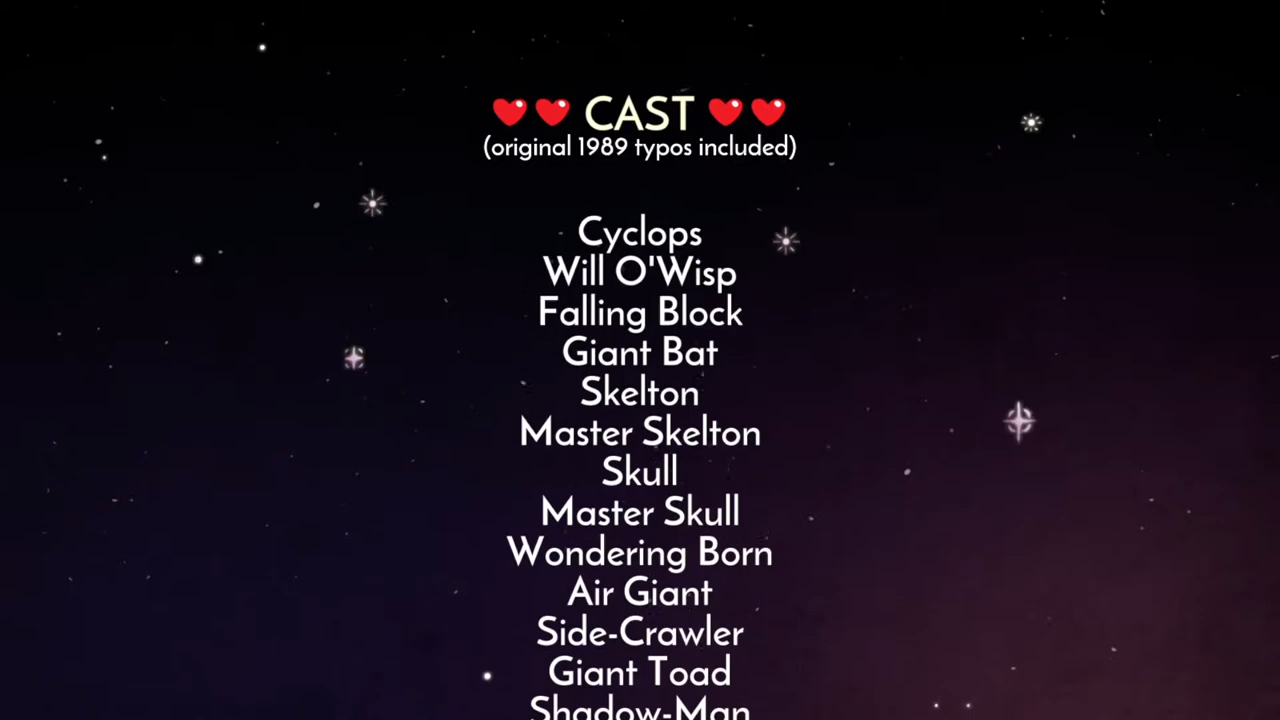 ❤️❤️ CAST ❤️❤️
(original 1989 typos included)
Cyclops
Will O'Wisp
Falling Block
Giant Bat
Skelton
Master Skelton
Skull
Master Skull
Wondering Born
Air Giant
Side-Crawler
Giant Toad
Shadow-Man